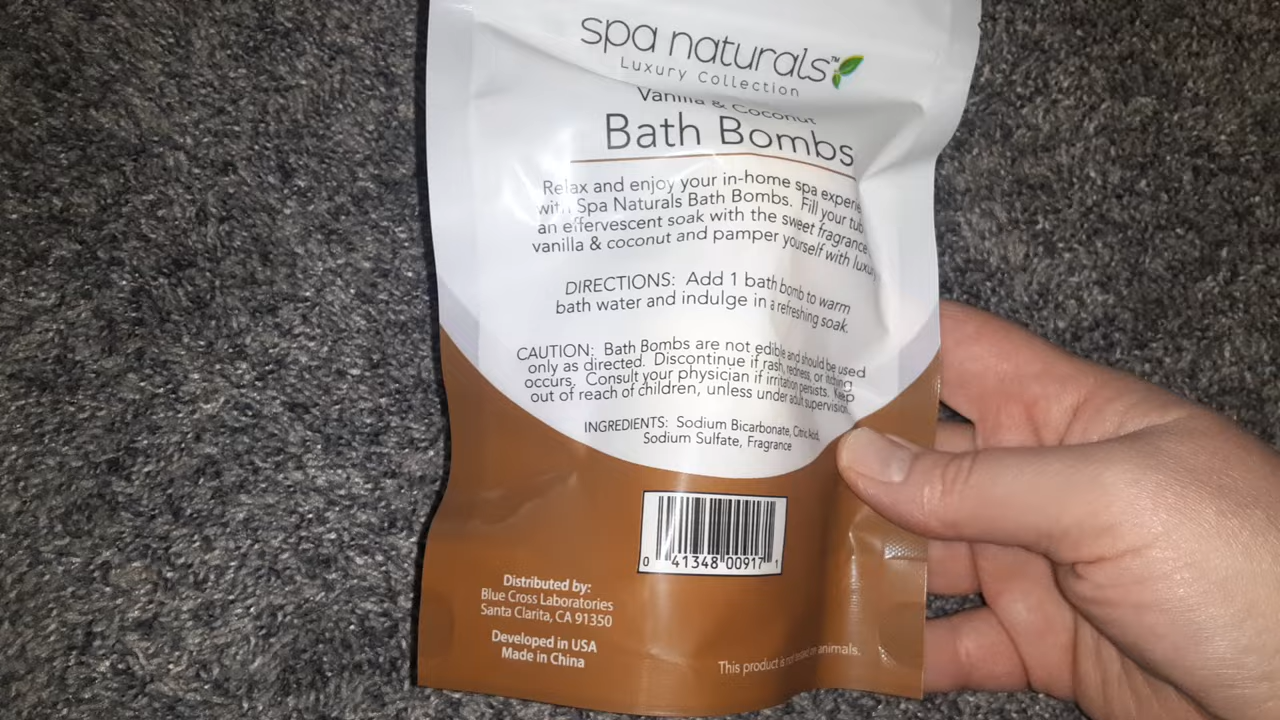 spa naturals™
Luxury Collection
Vanilla & Coconut
Bath Bombs
Relax and enjoy your in-home spa experie
with Spa Naturals Bath Bombs. Fill your tub
an effervescent soak with the sweet fragrance
vanilla & coconut and pamper yourself with luxu
DIRECTIONS: Add 1 bath bomb to warm
bath water and indulge in a refreshing soak.
CAUTION: Bath Bombs are not edible and should be used
only as directed. Discontinue if rash, redness, or itching
occurs. Consult your physician if irritation persists. Keep
out of reach of children, unless under adult supervision
INGREDIENTS: Sodium Bicarbonate, Citric Acid,
Sodium Sulfate, Fragrance
0 41348 00917 1
Distributed by:
Blue Cross Laboratories
Santa Clarita, CA 91350
Developed in USA
Made in China
This product is not tested on animals.